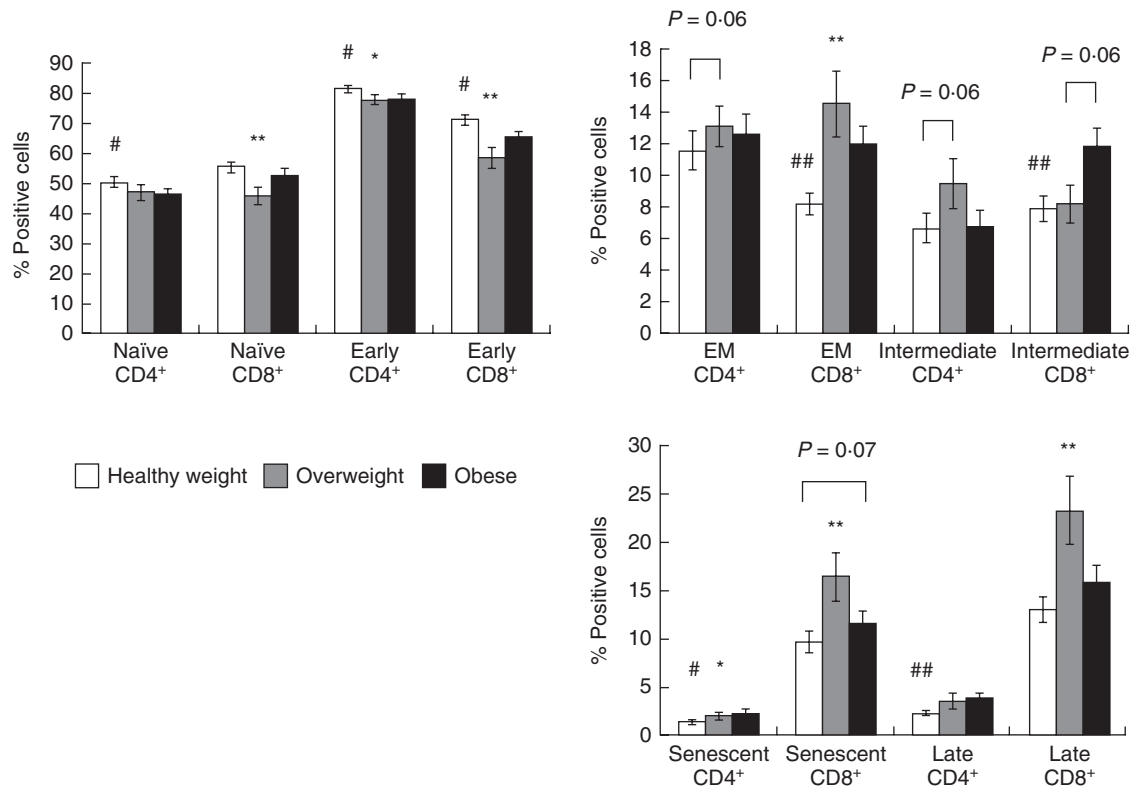 #
*
#
**
#
**
% Positive cells
90
80
70
60
50
40
30
20
10
0
Naïve CD4⁺
Naïve CD8⁺
Early CD4⁺
Early CD8⁺
P = 0·06
**
P = 0·06
P = 0·06
##
##
% Positive cells
18
16
14
12
10
8
6
4
2
0
EM CD4⁺
EM CD8⁺
Intermediate CD4⁺
Intermediate CD8⁺
Healthy weight
Overweight
Obese
P = 0·07
**
**
#
*
##
% Positive cells
30
25
20
15
10
5
0
Senescent CD4⁺
Senescent CD8⁺
Late CD4⁺
Late CD8⁺